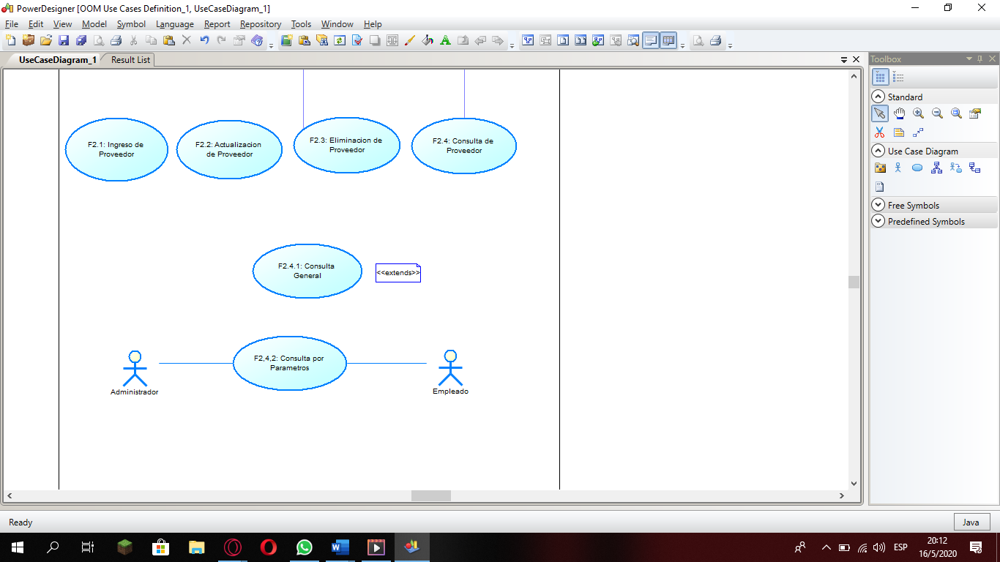 PowerDesigner [OOM Use Cases Definition_1, UseCaseDiagram_1]
File Edit View Model Symbol Language Report Repository Tools Window Help
UseCaseDiagram_1 Result List
Toolbox
Standard
Use Case Diagram
Free Symbols
Predefined Symbols
F2.1: Ingreso de
Proveedor
F2.2: Actualizacion
de Proveedor
F2.3: Eliminacion de
Proveedor
F2.4: Consulta de
Proveedor
F2.4.1: Consulta
General
<<extends>>
F2,4,2: Consulta por
Parametros
Administrador
Empleado
Ready
Java
ESP
20:12
16/5/2020